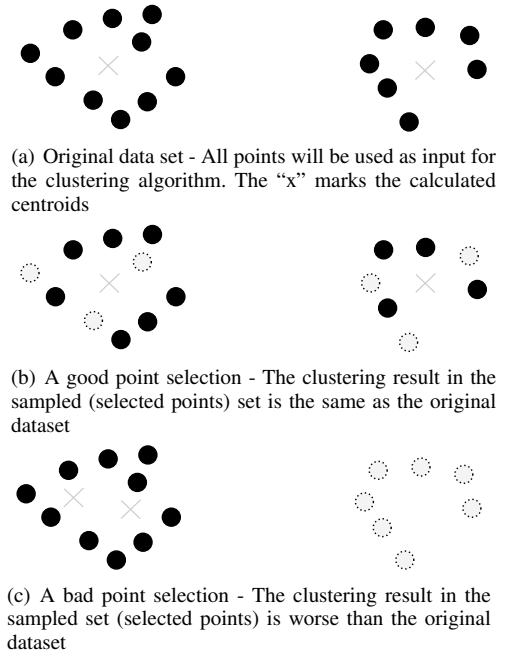 (a) Original data set - All points will be used as input for
the clustering algorithm. The “x” marks the calculated
centroids
(b) A good point selection - The clustering result in the
sampled (selected points) set is the same as the original
dataset
(c) A bad point selection - The clustering result in the
sampled set (selected points) is worse than the original
dataset